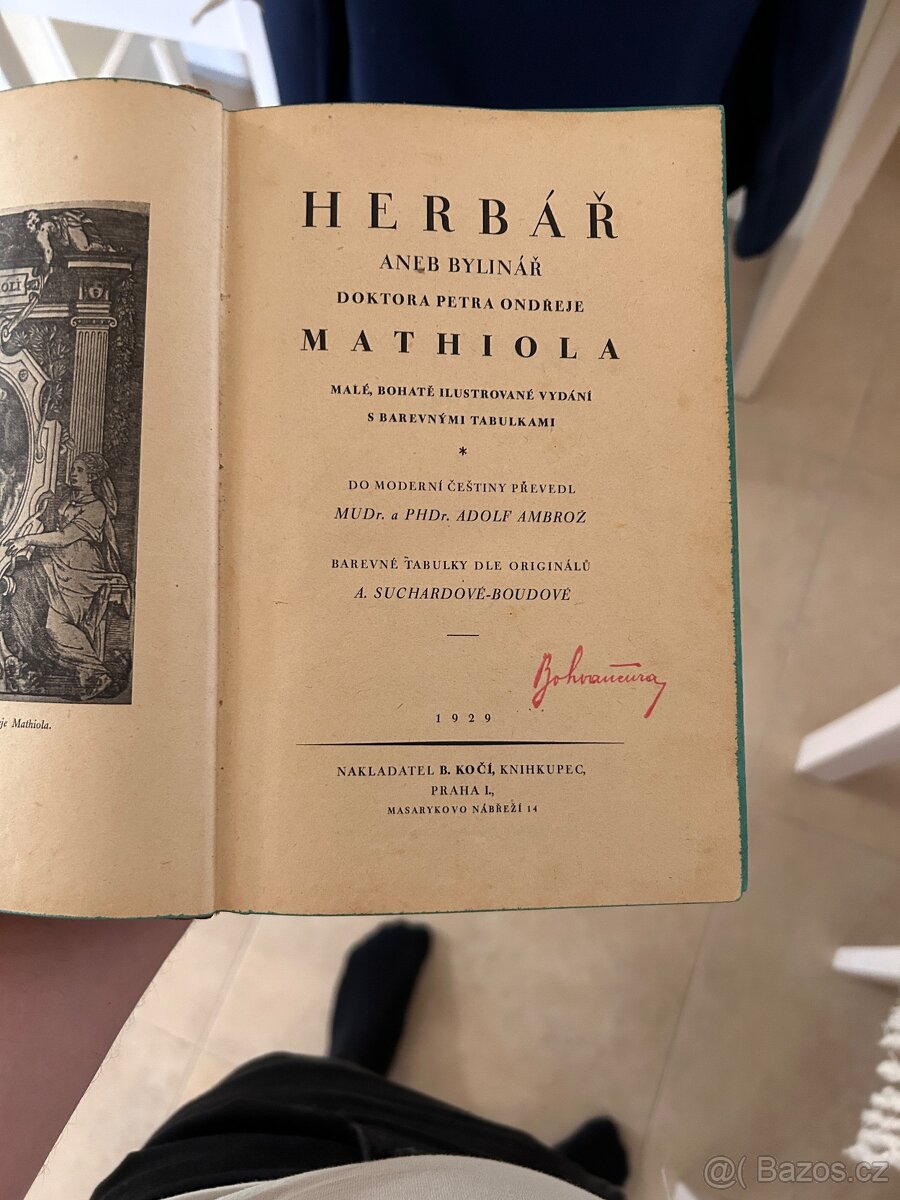 HERBÁŘ
ANEB BYLINÁŘ
DOKTORA PETRA ONDŘEJE
MATHIOLA
MALÉ, BOHATĚ ILUSTROVANÉ VYDÁNÍ
S BAREVNÝMI TABULKAMI
*
DO MODERNÍ ČEŠTINY PŘEVEDL
MUDr. a PHDr. ADOLF AMBROŽ
BAREVNÉ TABULKY DLE ORIGINÁLŮ
A. SUCHARDOVÉ-BOUDOVÉ
1929
NAKLADATEL B. KOČÍ, KNIHKUPEC,
PRAHA I.,
MASARYKOVO NÁBŘEŽÍ 14
je Mathiola.
@( Bazos.cz